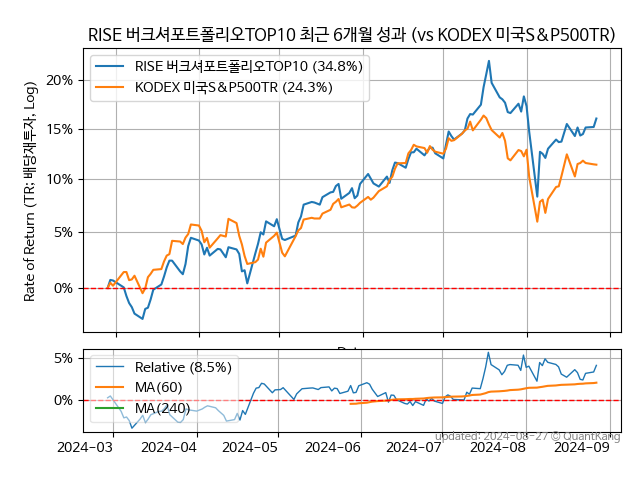 RISE 버크셔포트폴리오TOP10 최근 6개월 성과 (vs KODEX 미국S&P500TR)
RISE 버크셔포트폴리오TOP10 (34.8%)
KODEX 미국S&P500TR (24.3%)
Rate of Return (TR: 배당재투자, Log)
20%
15%
10%
5%
0%
Relative (8.5%)
MA(60)
MA(240)
5%
0%
2024-03
2024-04
2024-05
2024-06
2024-07
2024-08
2024-09
updated: 2024-08-27 © QuantKang